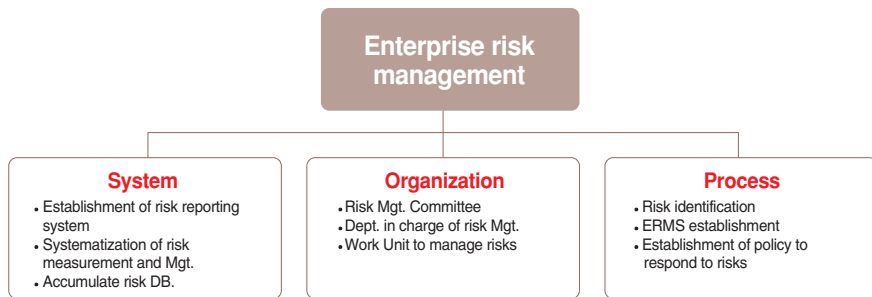 Enterprise risk
management
System
• Establishment of risk reporting
system
• Systematization of risk
measurement and Mgt.
• Accumulate risk DB.
Organization
• Risk Mgt. Committee
• Dept. in charge of risk Mgt.
• Work Unit to manage risks
Process
• Risk identification
• ERMS establishment
• Establishment of policy to
respond to risks